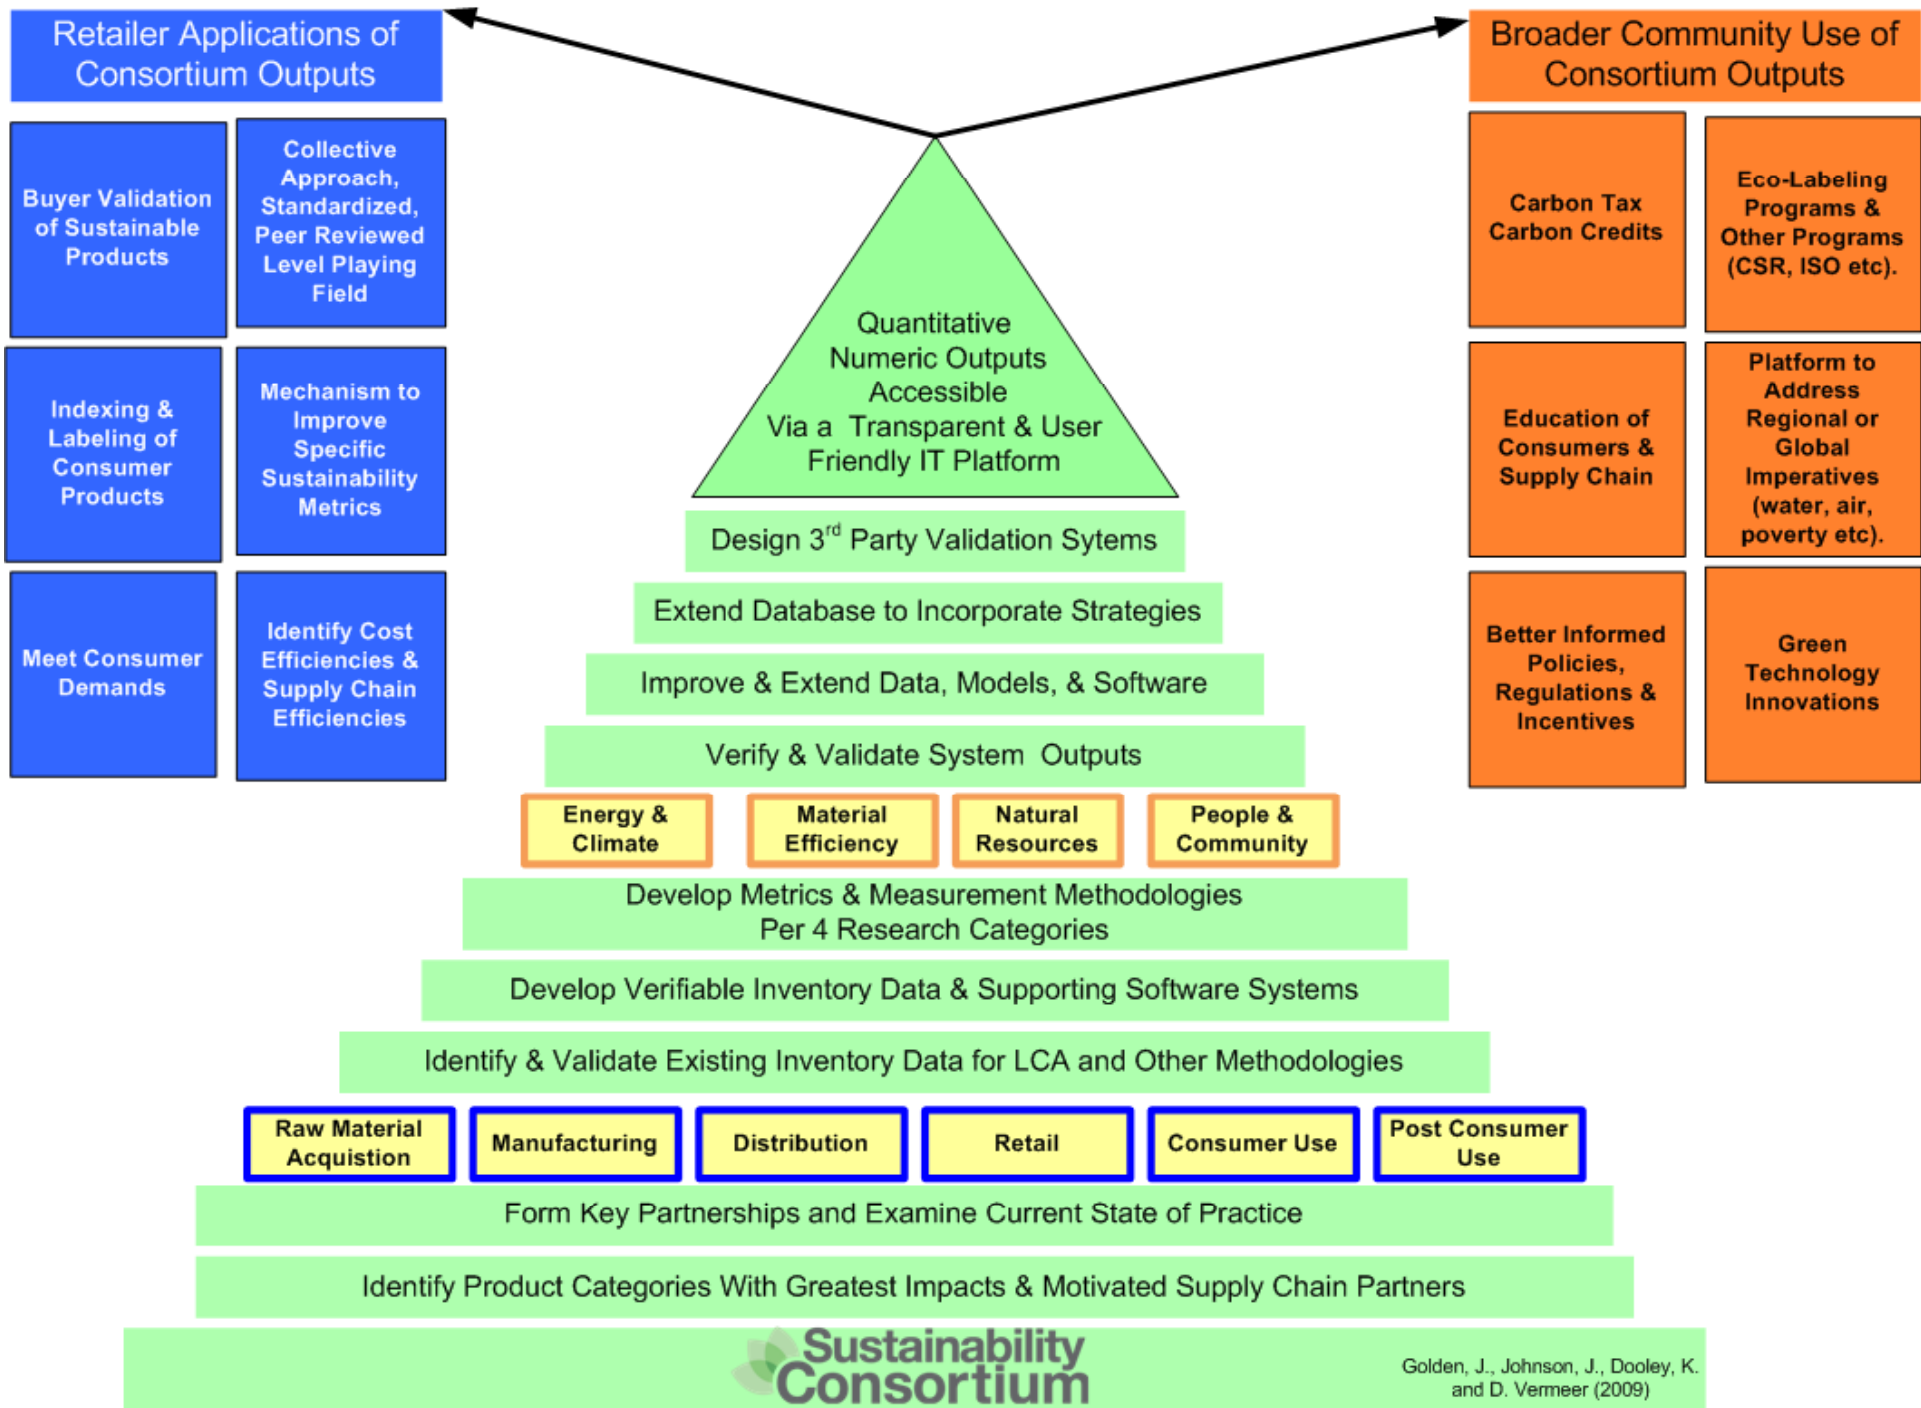 Retailer Applications of
Consortium Outputs
Buyer Validation
of Sustainable
Products
Collective
Approach,
Standardized,
Peer Reviewed
Level Playing
Field
Indexing &
Labeling of
Consumer
Products
Mechanism to
Improve
Specific
Sustainability
Metrics
Meet Consumer
Demands
Identify Cost
Efficiencies &
Supply Chain
Efficiencies
Broader Community Use of
Consortium Outputs
Carbon Tax
Carbon Credits
Eco-Labeling
Programs &
Other Programs
(CSR, ISO etc).
Education of
Consumers &
Supply Chain
Platform to
Address
Regional or
Global
Imperatives
(water, air,
poverty etc).
Better Informed
Policies,
Regulations &
Incentives
Green
Technology
Innovations
Quantitative
Numeric Outputs
Accessible
Via a Transparent & User
Friendly IT Platform
Design 3rd Party Validation Sytems
Extend Database to Incorporate Strategies
Improve & Extend Data, Models, & Software
Verify & Validate System Outputs
Energy &
Climate
Material
Efficiency
Natural
Resources
People &
Community
Develop Metrics & Measurement Methodologies
Per 4 Research Categories
Develop Verifiable Inventory Data & Supporting Software Systems
Identify & Validate Existing Inventory Data for LCA and Other Methodologies
Raw Material
Acquistion
Manufacturing
Distribution
Retail
Consumer Use
Post Consumer
Use
Form Key Partnerships and Examine Current State of Practice
Identify Product Categories With Greatest Impacts & Motivated Supply Chain Partners
Sustainability
Consortium
Golden, J., Johnson, J., Dooley, K.
and D. Vermeer (2009)